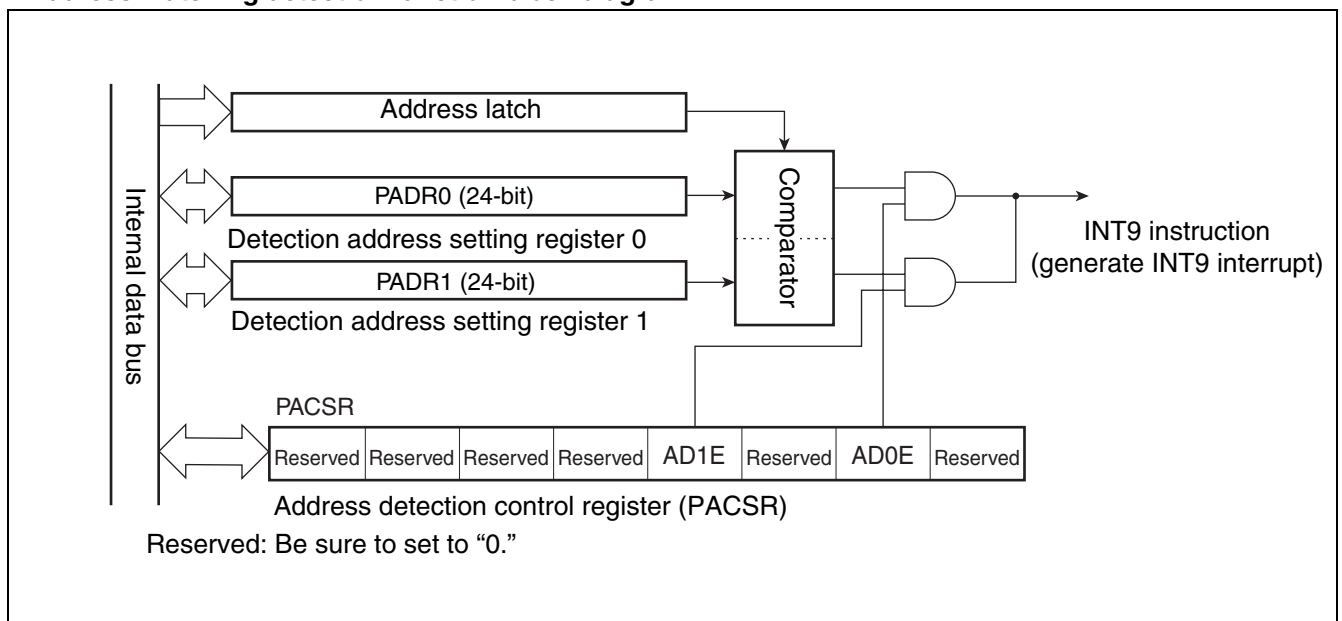 Address latch
PADR0 (24-bit)
Detection address setting register 0
PADR1 (24-bit)
Detection address setting register 1
Internal data bus
Comparator
INT9 instruction
(generate INT9 interrupt)
PACSR
Reserved Reserved Reserved Reserved AD1E Reserved AD0E Reserved
Address detection control register (PACSR)
Reserved: Be sure to set to “0.”